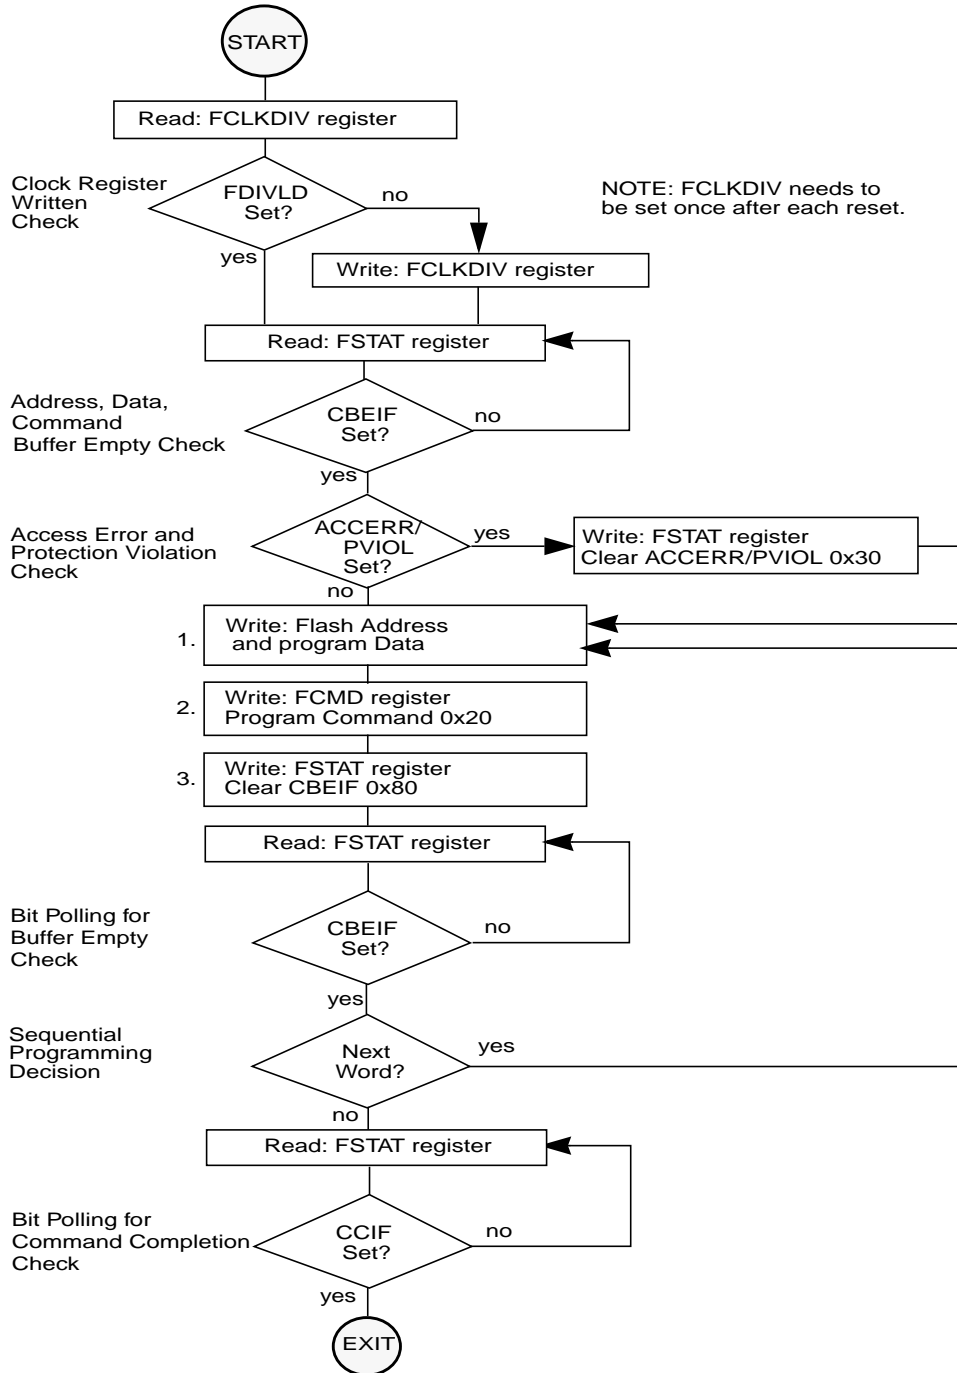 START
Read: FCLKDIV register
Clock Register
Written
Check
FDIVLD
Set?
no
NOTE: FCLKDIV needs to
be set once after each reset.
yes
Write: FCLKDIV register
Read: FSTAT register
Address, Data,
Command
Buffer Empty Check
CBEIF
Set?
no
yes
Access Error and
Protection Violation
Check
ACCERR/
PVIOL
Set?
yes
Write: FSTAT register
Clear ACCERR/PVIOL 0x30
no
1.
Write: Flash Address
and program Data
2.
Write: FCMD register
Program Command 0x20
3.
Write: FSTAT register
Clear CBEIF 0x80
Read: FSTAT register
Bit Polling for
Buffer Empty
Check
CBEIF
Set?
no
yes
Sequential
Programming
Decision
Next
Word?
yes
no
Read: FSTAT register
Bit Polling for
Command Completion
Check
CCIF
Set?
no
yes
EXIT